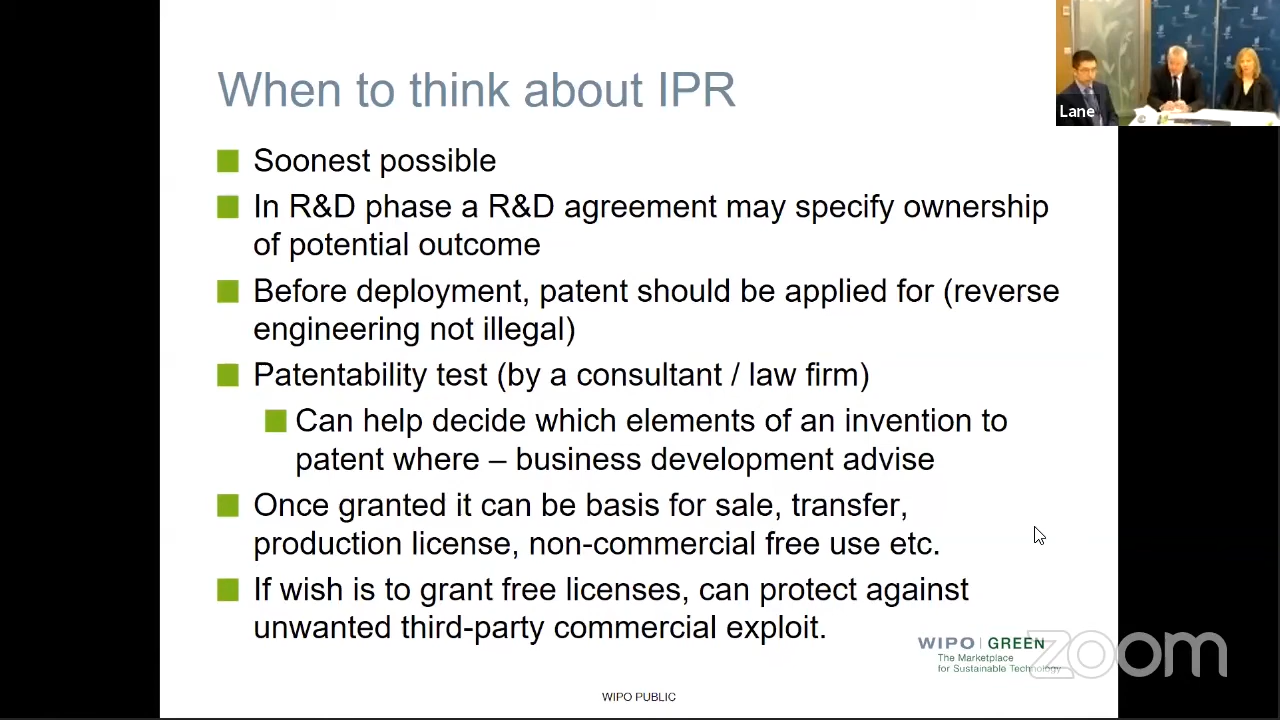 When to think about IPR
Lane
Soonest possible
In R&D phase a R&D agreement may specify ownership
of potential outcome
Before deployment, patent should be applied for (reverse
engineering not illegal)
Patentability test (by a consultant / law firm)
Can help decide which elements of an invention to
patent where – business development advise
Once granted it can be basis for sale, transfer,
production license, non-commercial free use etc.
If wish is to grant free licenses, can protect against
unwanted third-party commercial exploit.
WIPO | GREEN
The Marketplace
for Sustainable Technology
zoom
WIPO PUBLIC